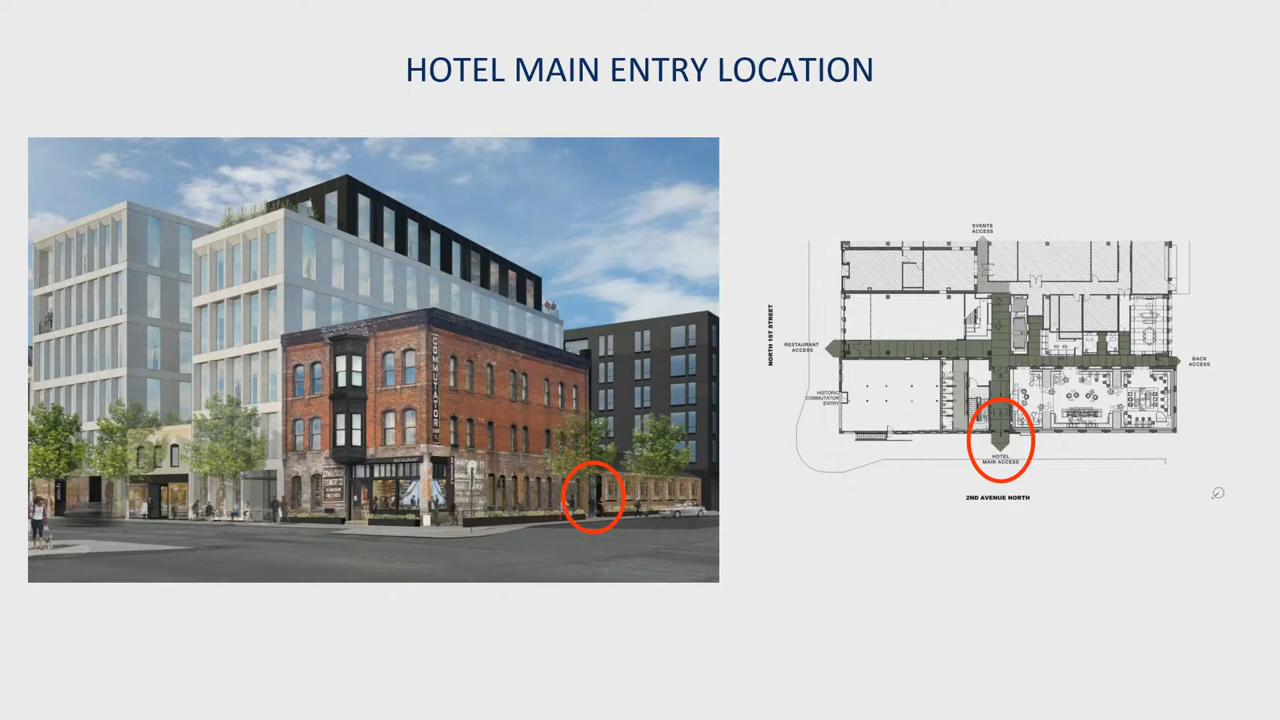 HOTEL MAIN ENTRY LOCATION
COMMUTATOR
RESTAURANT
EVENTS
ACCESS
NORTH 1ST STREET
RESTAURANT
ACCESS
BACK
ACCESS
HISTORIC
COMMUTATOR
ENTRY
HOTEL
MAIN ACCESS
2ND AVENUE NORTH